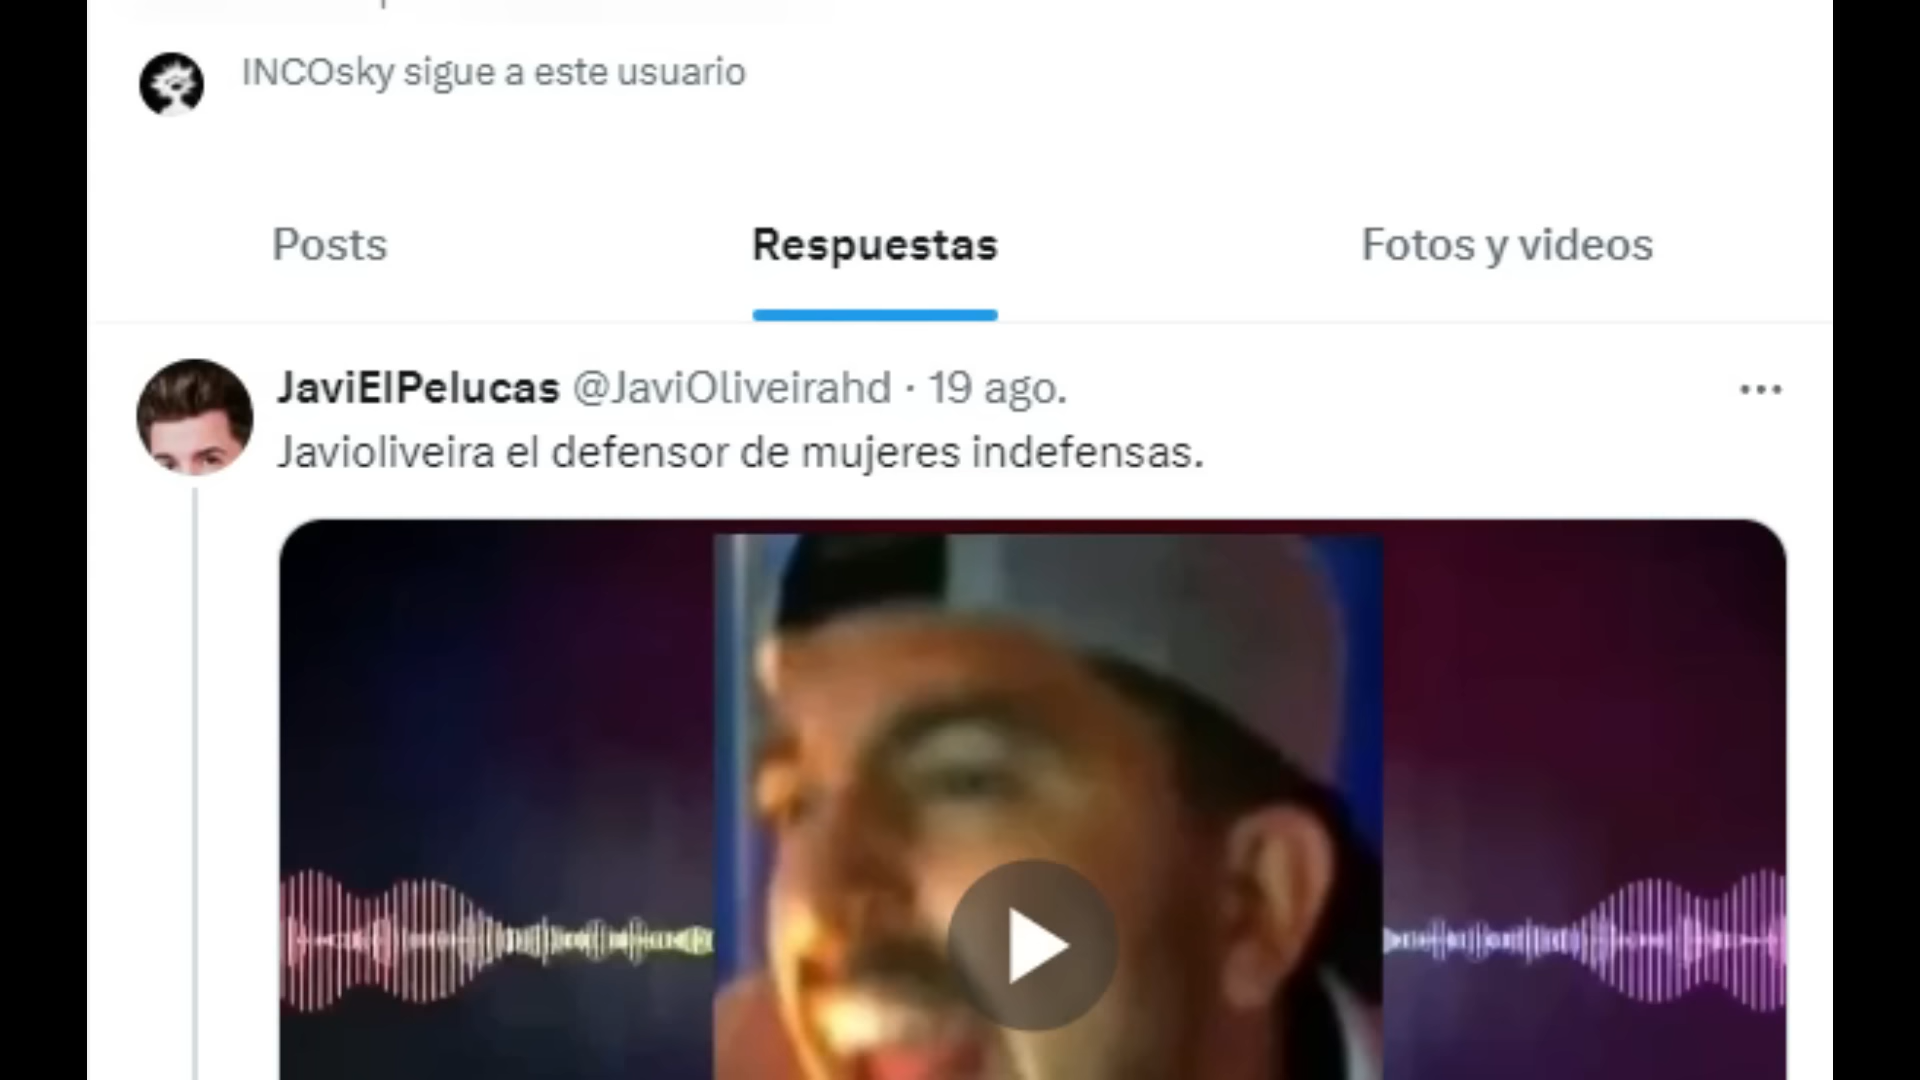 INCOsky sigue a este usuario
Posts Respuestas Fotos y videos
JaviElPelucas @JaviOliveirahd · 19 ago.
Javioliveira el defensor de mujeres indefensas.